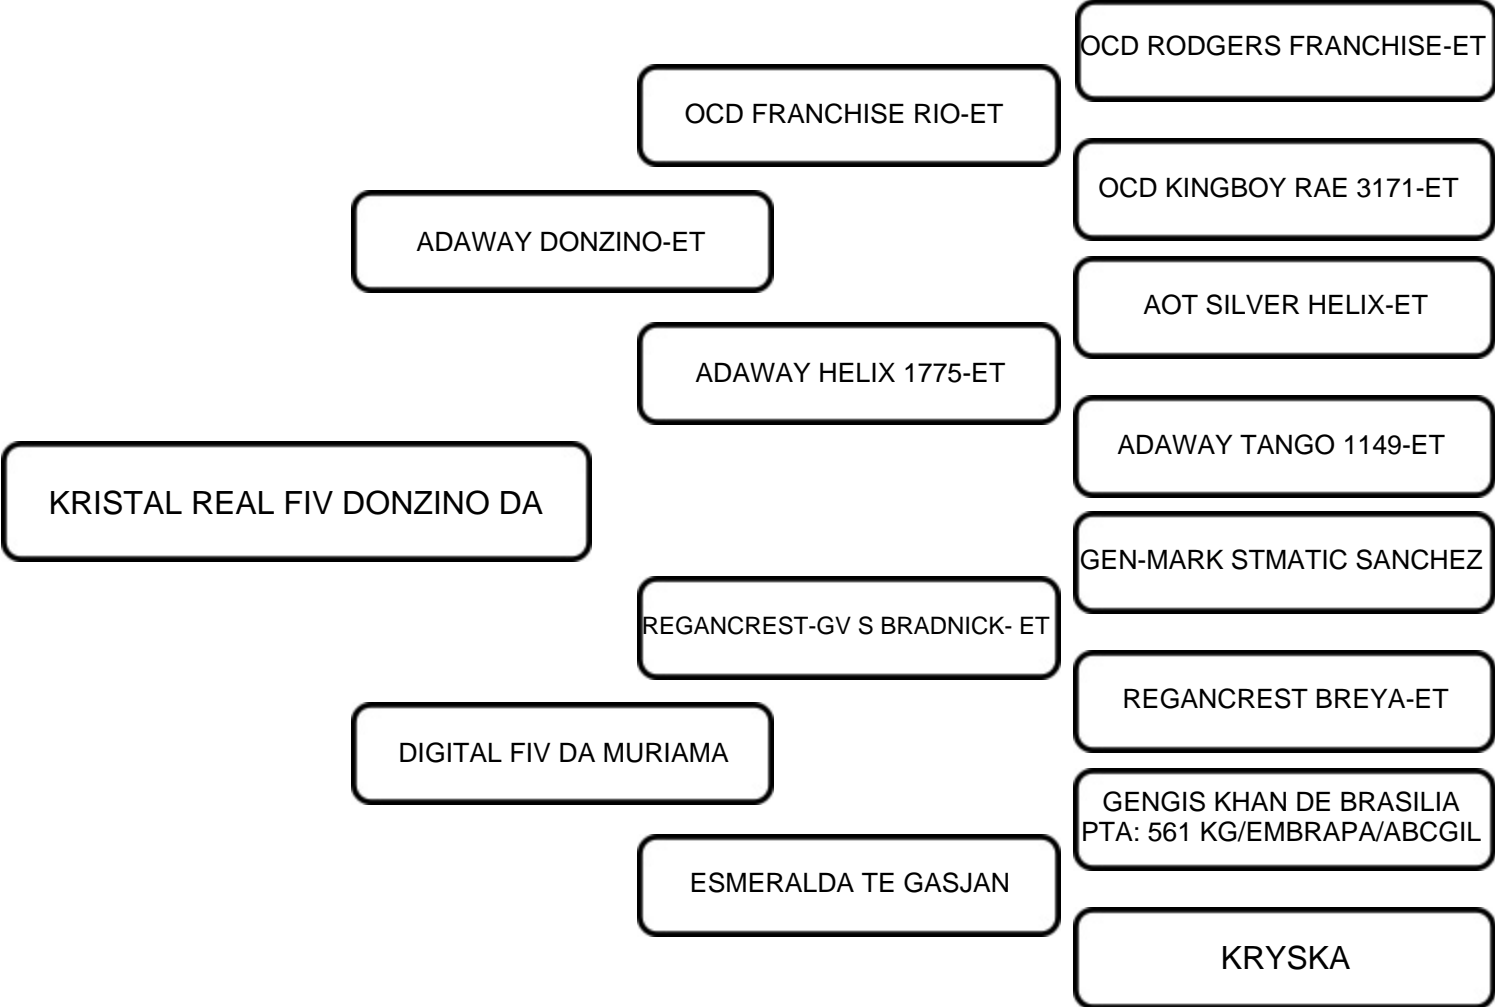 OCD RODGERS FRANCHISE-ET
OCD FRANCHISE RIO-ET
OCD KINGBOY RAE 3171-ET
ADAWAY DONZINO-ET
AOT SILVER HELIX-ET
ADAWAY HELIX 1775-ET
ADAWAY TANGO 1149-ET
KRISTAL REAL FIV DONZINO DA
GEN-MARK STMATIC SANCHEZ
REGANCREST-GV S BRADNICK- ET
REGANCREST BREYA-ET
DIGITAL FIV DA MURIAMA
GENGIS KHAN DE BRASILIA
PTA: 561 KG/EMBRAPA/ABCGIL
ESMERALDA TE GASJAN
KRYSKA